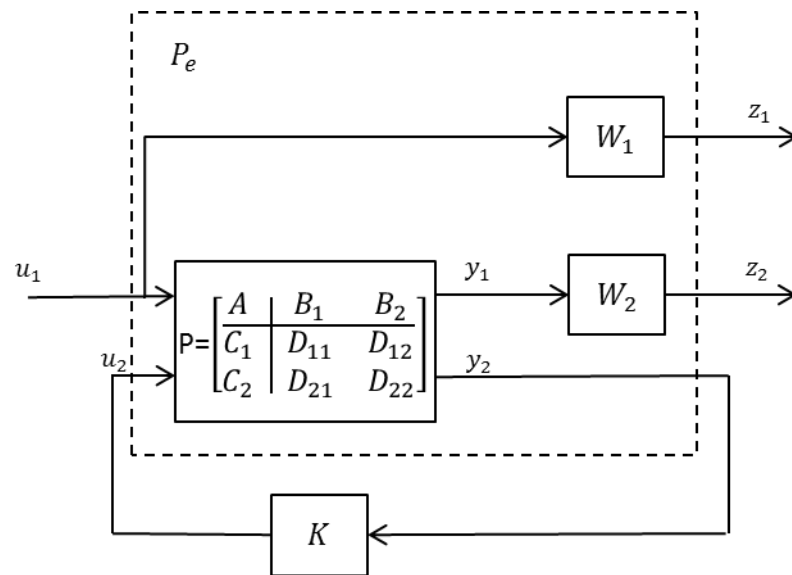 P_e
W_1 z_1
u_1 y_1 W_2 z_2
A B_1 B_2
P= C_1 D_11 D_12
u_2 C_2 D_21 D_22 y_2
K